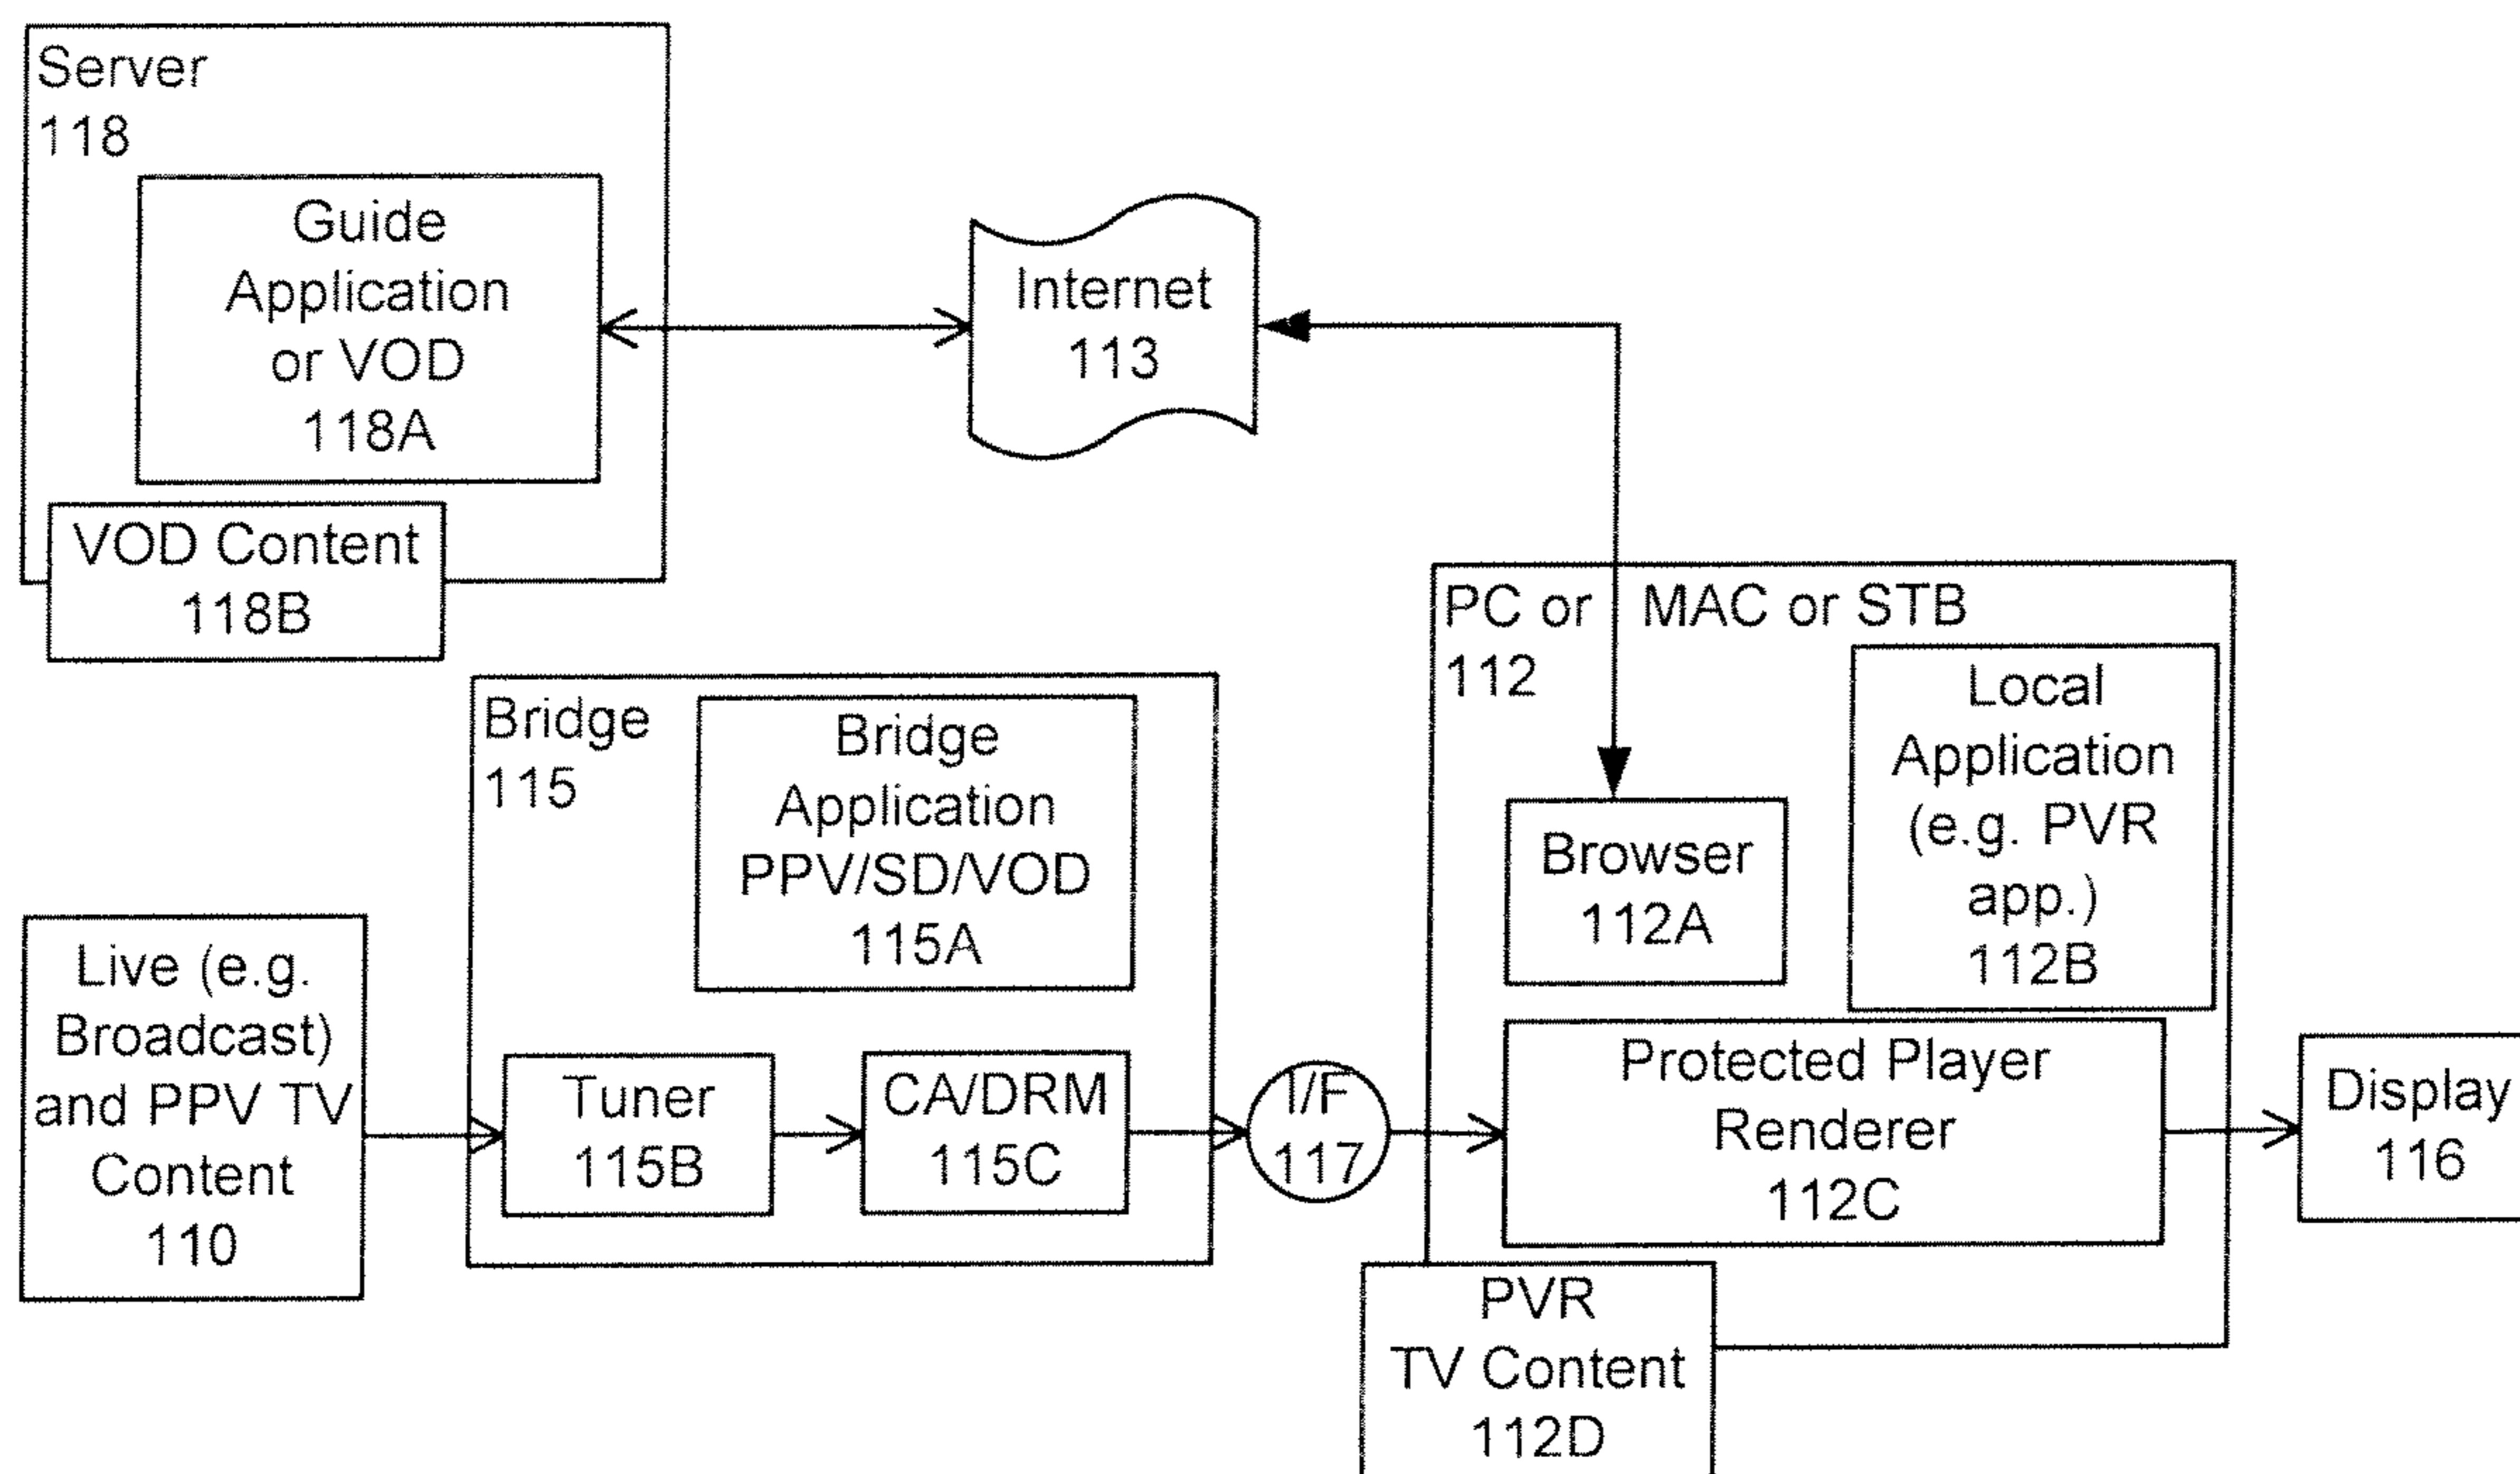 Server
118
Guide
Application
or VOD
118A
VOD Content
118B
Internet
113
PC or MAC or STB
112
Local
Application
(e.g. PVR
app.)
112B
Browser
112A
Bridge
115
Bridge
Application
PPV/SD/VOD
115A
Live (e.g.
Broadcast)
and PPV TV
Content
110
Tuner
115B
CA/DRM
115C
I/F
117
Protected Player
Renderer
112C
Display
116
PVR
TV Content
112D